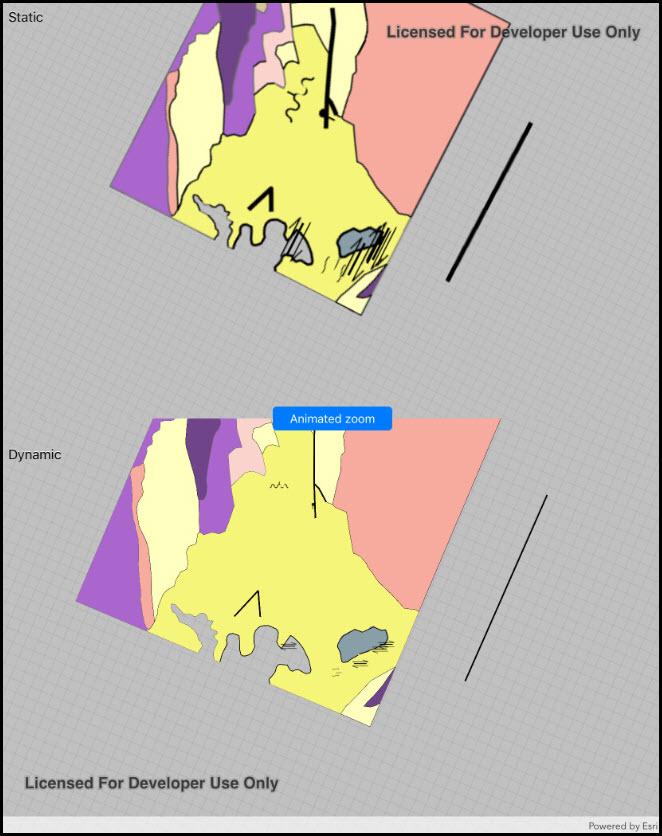 Static
Licensed For Developer Use Only
Animated zoom
Dynamic
Licensed For Developer Use Only
Powered by Esri